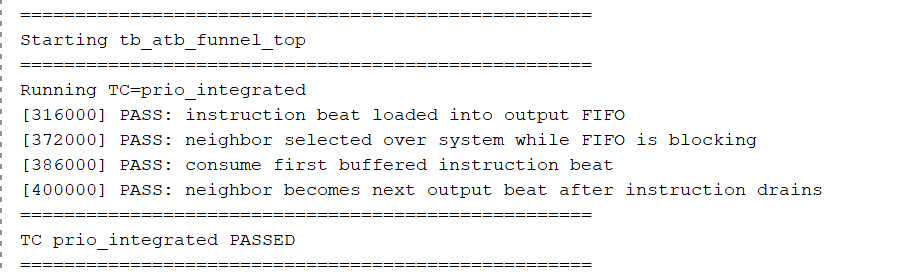 ====================================================
Starting tb_atb_funnel_top
====================================================
Running TC=prio_integrated
[316000] PASS: instruction beat loaded into output FIFO
[372000] PASS: neighbor selected over system while FIFO is blocking
[386000] PASS: consume first buffered instruction beat
[400000] PASS: neighbor becomes next output beat after instruction drains
====================================================
TC prio_integrated PASSED
====================================================